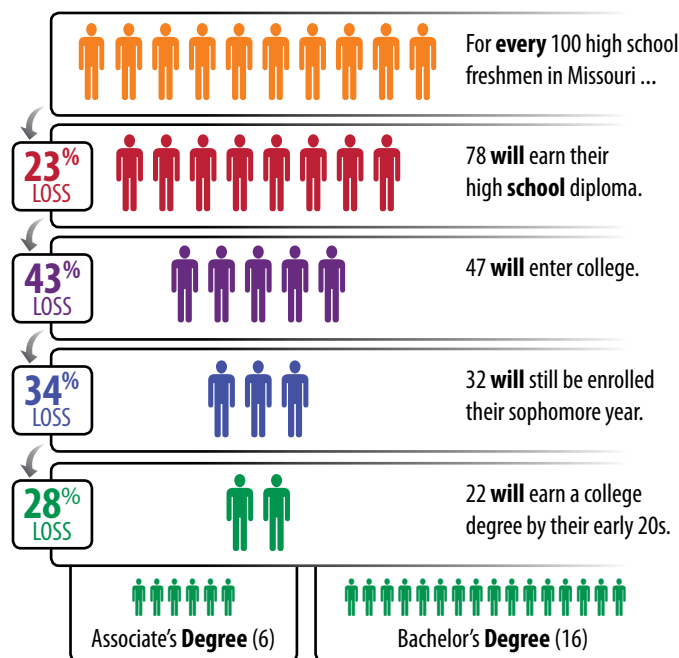 For every 100 high school
freshmen in Missouri ...
23%
LOSS
78 will earn their
high school diploma.
43%
LOSS
47 will enter college.
34%
LOSS
32 will still be enrolled
their sophomore year.
28%
LOSS
22 will earn a college
degree by their early 20s.
Associate's Degree (6)
Bachelor's Degree (16)